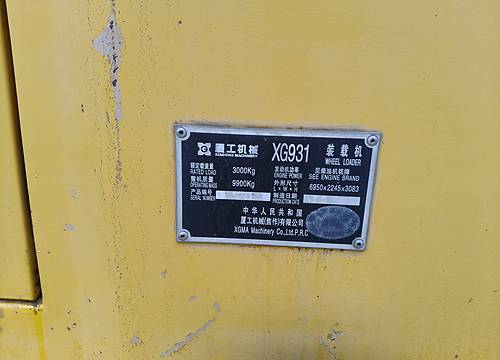 厦工机械 XG931 装载机
XIAGONG MACHINERY WHEEL LOADER
额定载重量 3000Kg 发动机功率 见柴油机铭牌
RATED LOAD ENGINE POWER SEE ENGINE BRAND
整机质量 9900Kg 外形尺寸 6950×2245×3083
OPERATING MASS L×W×H
产品编号 制造日期
SERIAL NUMBER PRODUCTION DATE
中华人民共和国
厦工机械(焦作)有限公司
XGMA Machinery Co.,Ltd.P.R.C